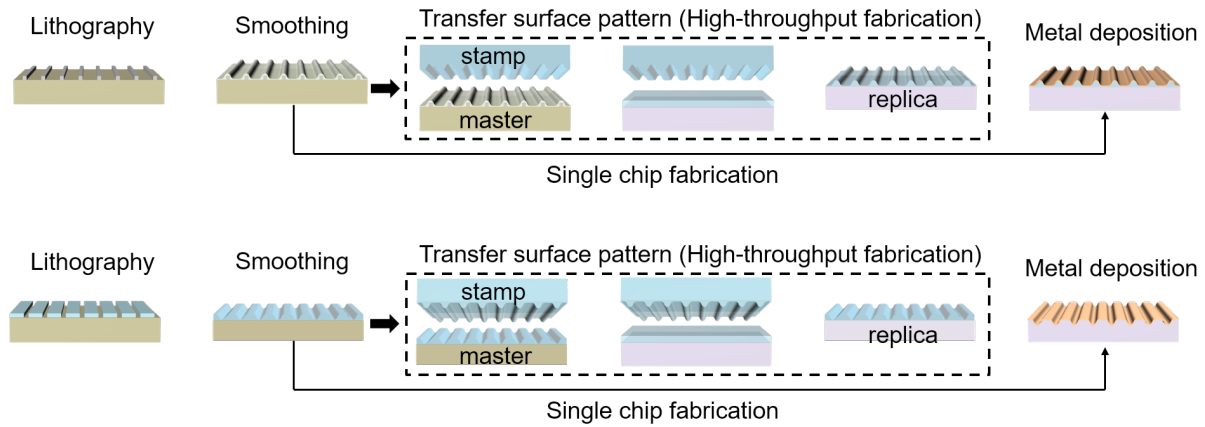 Lithography
Smoothing
Transfer surface pattern (High-throughput fabrication)
Metal deposition
stamp
master
replica
Single chip fabrication
Lithography
Smoothing
Transfer surface pattern (High-throughput fabrication)
Metal deposition
stamp
master
replica
Single chip fabrication